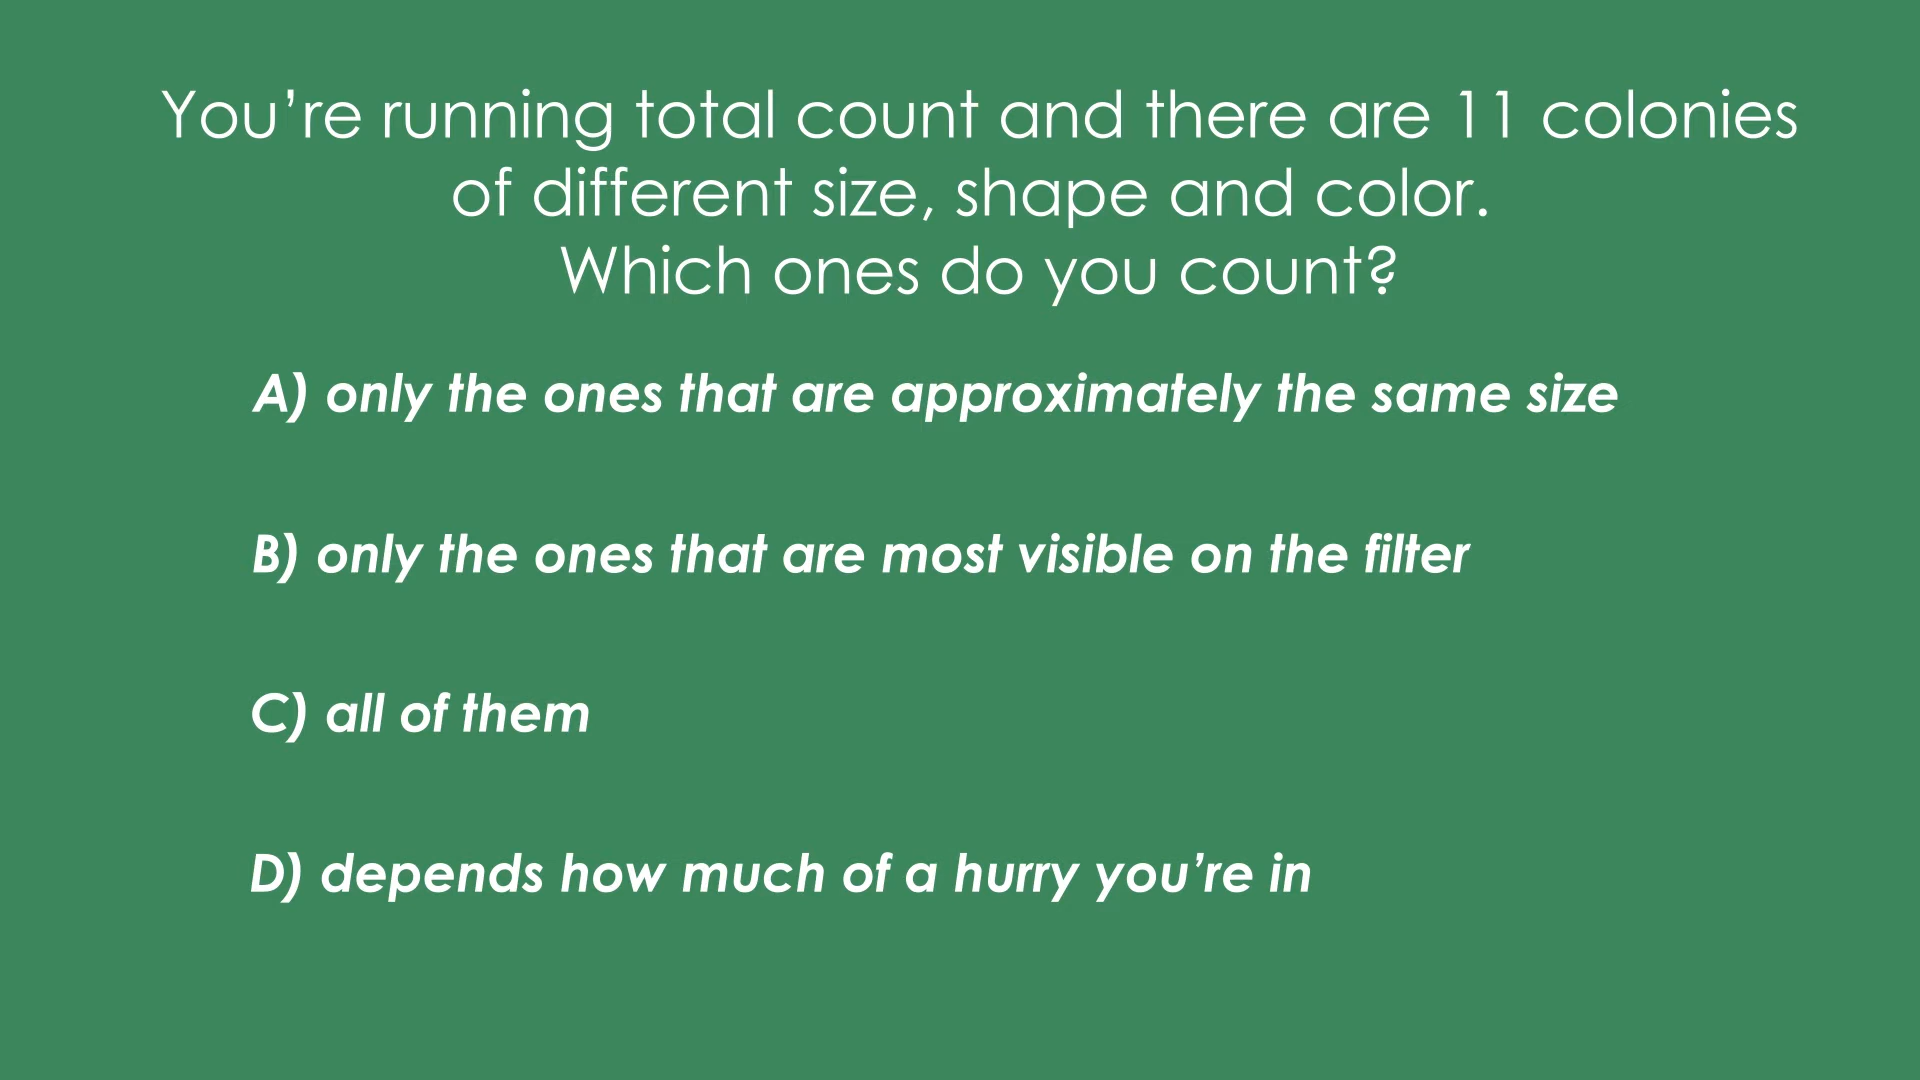 You’re running total count and there are 11 colonies
of different size, shape and color.
Which ones do you count?
A) only the ones that are approximately the same size
B) only the ones that are most visible on the filter
C) all of them
D) depends how much of a hurry you’re in